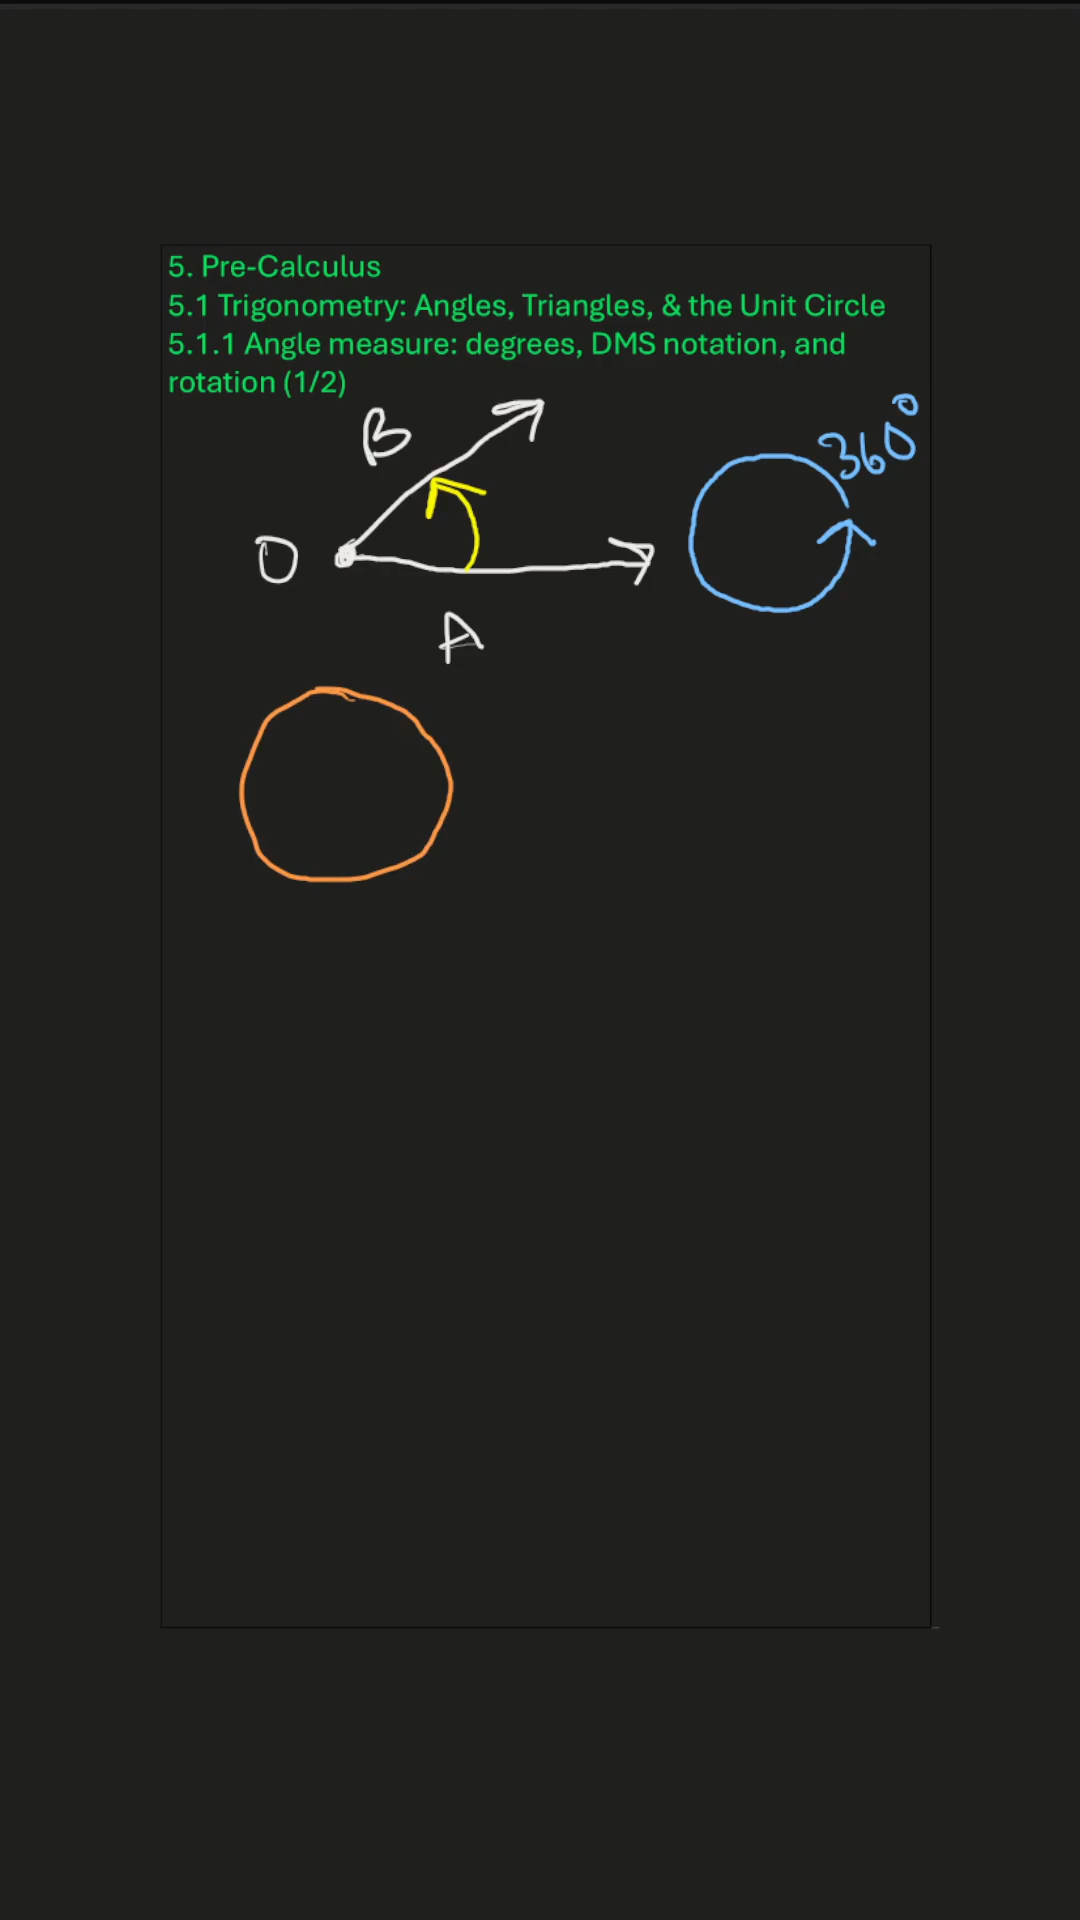 5. Pre-Calculus
5.1 Trigonometry: Angles, Triangles, & the Unit Circle
5.1.1 Angle measure: degrees, DMS notation, and
rotation (1/2)
B
360°
O
A